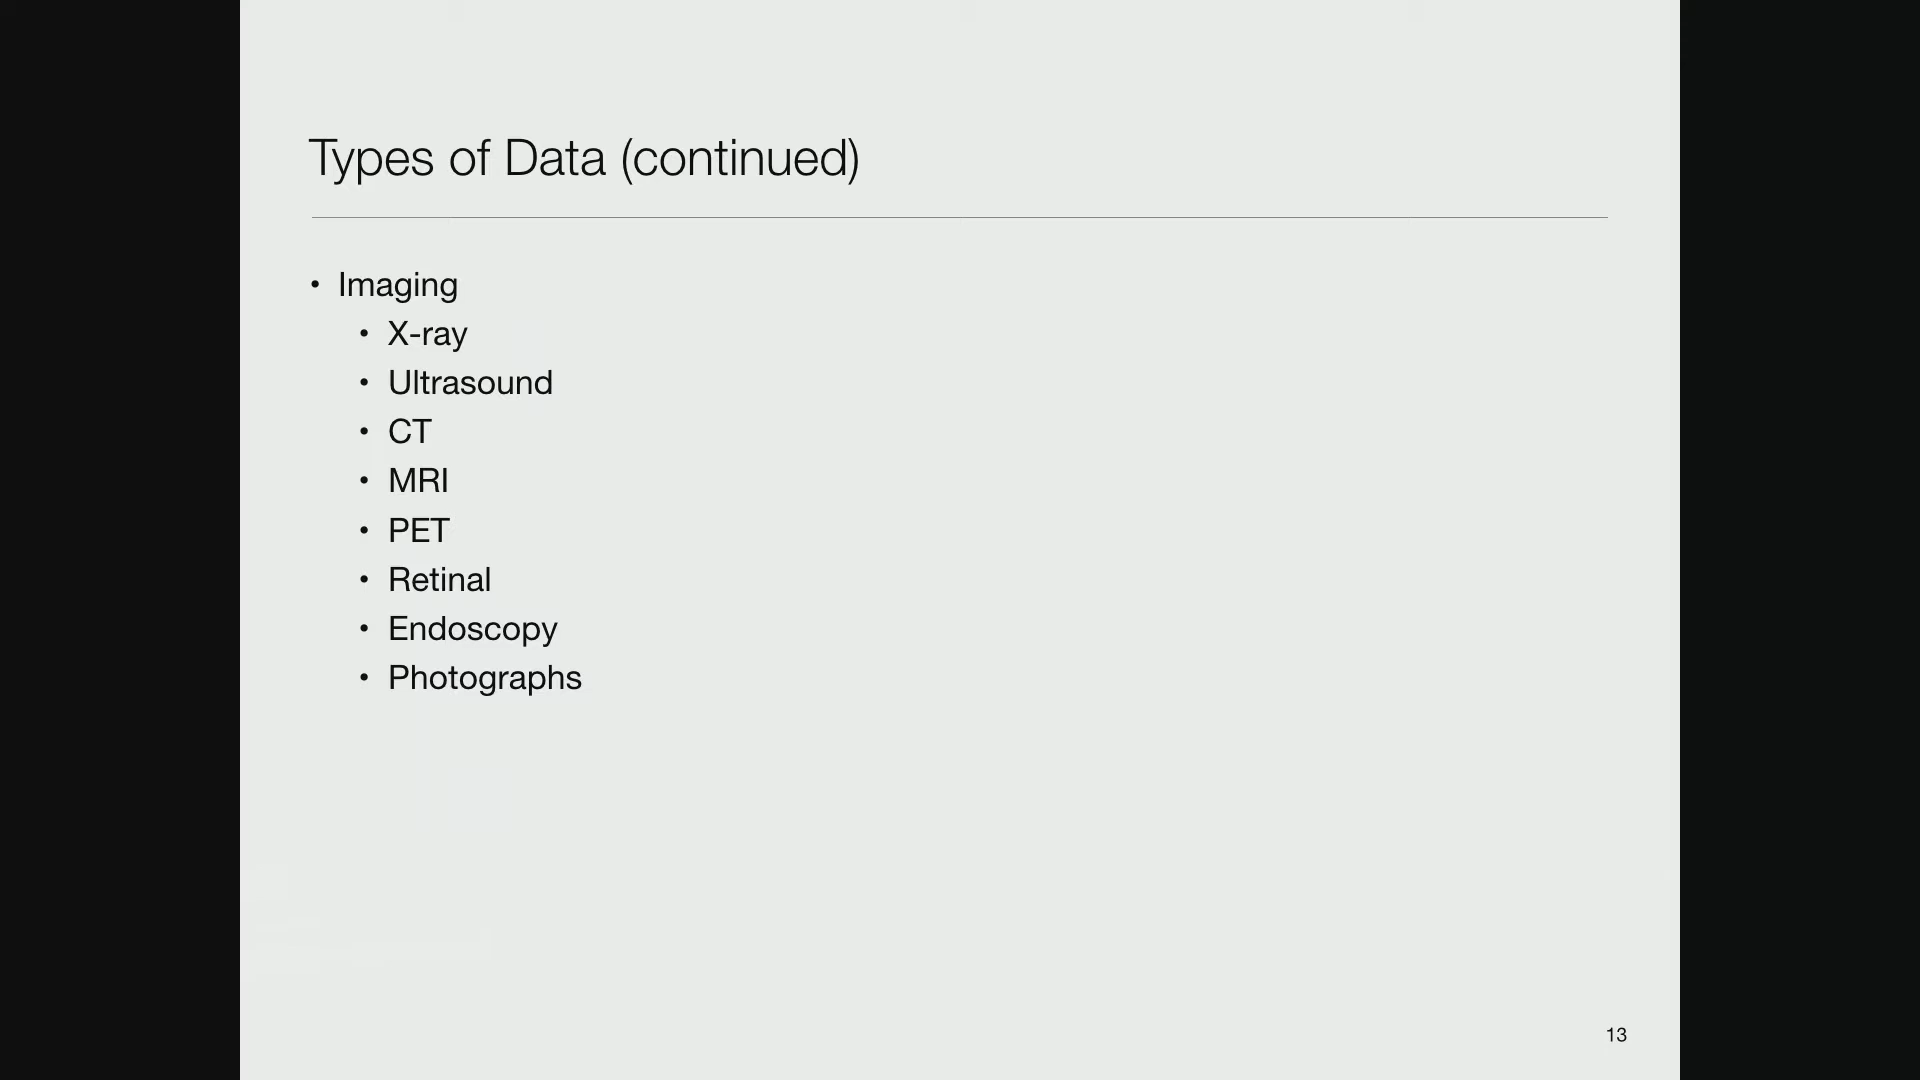 Types of Data (continued)
• Imaging
• X-ray
• Ultrasound
• CT
• MRI
• PET
• Retinal
• Endoscopy
• Photographs
13